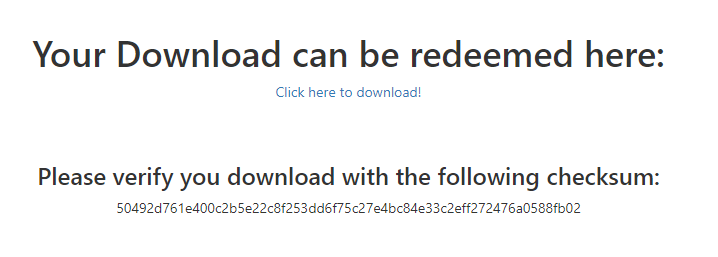 Your Download can be redeemed here:
Click here to download!
Please verify you download with the following checksum:
50492d761e400c2b5e22c8f253dd6f75c27e4bc84e33c2eff272476a0588fb02